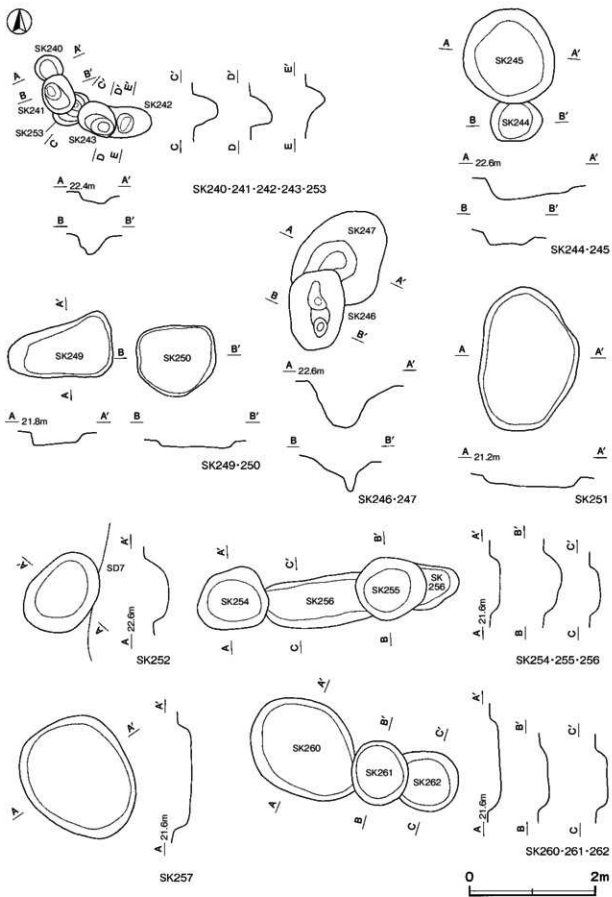 SK240
A'
A
B'
C'
D'
E'
SK242
B
SK241
SK253
C
SK243
D
E
C'
D'
E'
C
D
E
A 22.4m A'
B B'
SK240・241・242・243・253
A
SK245
A'
B
SK244
B'
A 22.6m A'
B B'
SK244・245
A
SK247
B
A'
SK246
B'
A 22.6m A'
B B'
SK246・247
A'
SK249
A
B
SK250
B'
A 21.8m A'
B B'
SK249・250
A
A'
A 21.2m A'
SK251
A'
SD7
A
A'
A 22.6m
SK252
A'
C'
B'
SK254
SK256
SK255
SK
256
A
C
B
A'
B'
C'
A 21.6m
B
C
SK254・255・256
A'
A
A'
A 21.6m
SK257
A'
B'
C'
SK260
SK261
SK262
A
B
C
A'
B'
C'
A 21.6m
B
C
SK260・261・262
0 2m